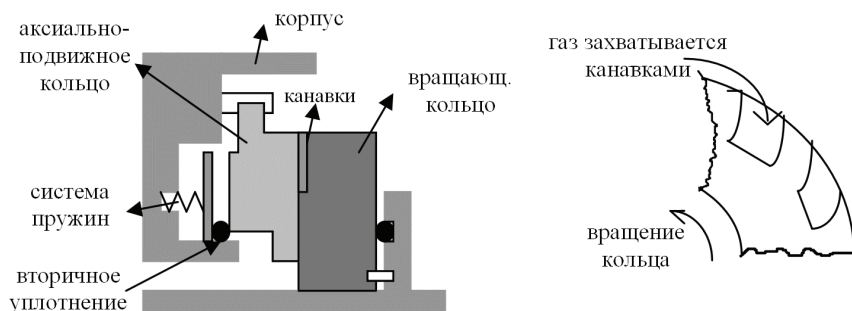 аксиально-
подвижное
кольцо
корпус
вращающ.
кольцо
канавки
система
пружин
вторичное
уплотнение
газ захватывается
канавками
вращение
кольца